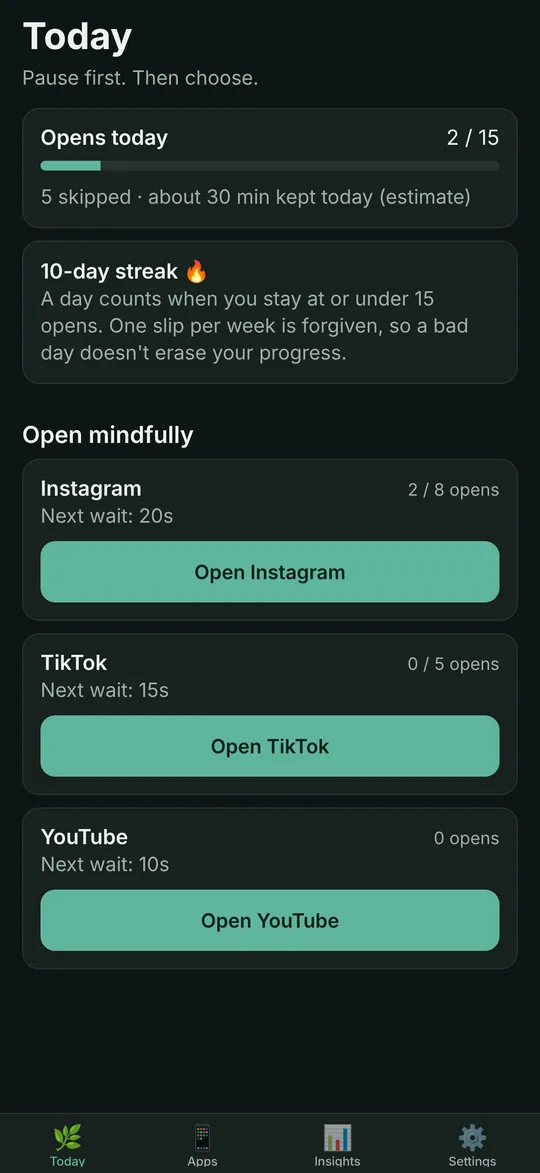 Today
Pause first. Then choose.
Opens today 2 / 15
5 skipped · about 30 min kept today (estimate)
10-day streak 🔥
A day counts when you stay at or under 15
opens. One slip per week is forgiven, so a bad
day doesn't erase your progress.
Open mindfully
Instagram 2 / 8 opens
Next wait: 20s
Open Instagram
TikTok 0 / 5 opens
Next wait: 15s
Open TikTok
YouTube 0 opens
Next wait: 10s
Open YouTube
Today Apps Insights Settings